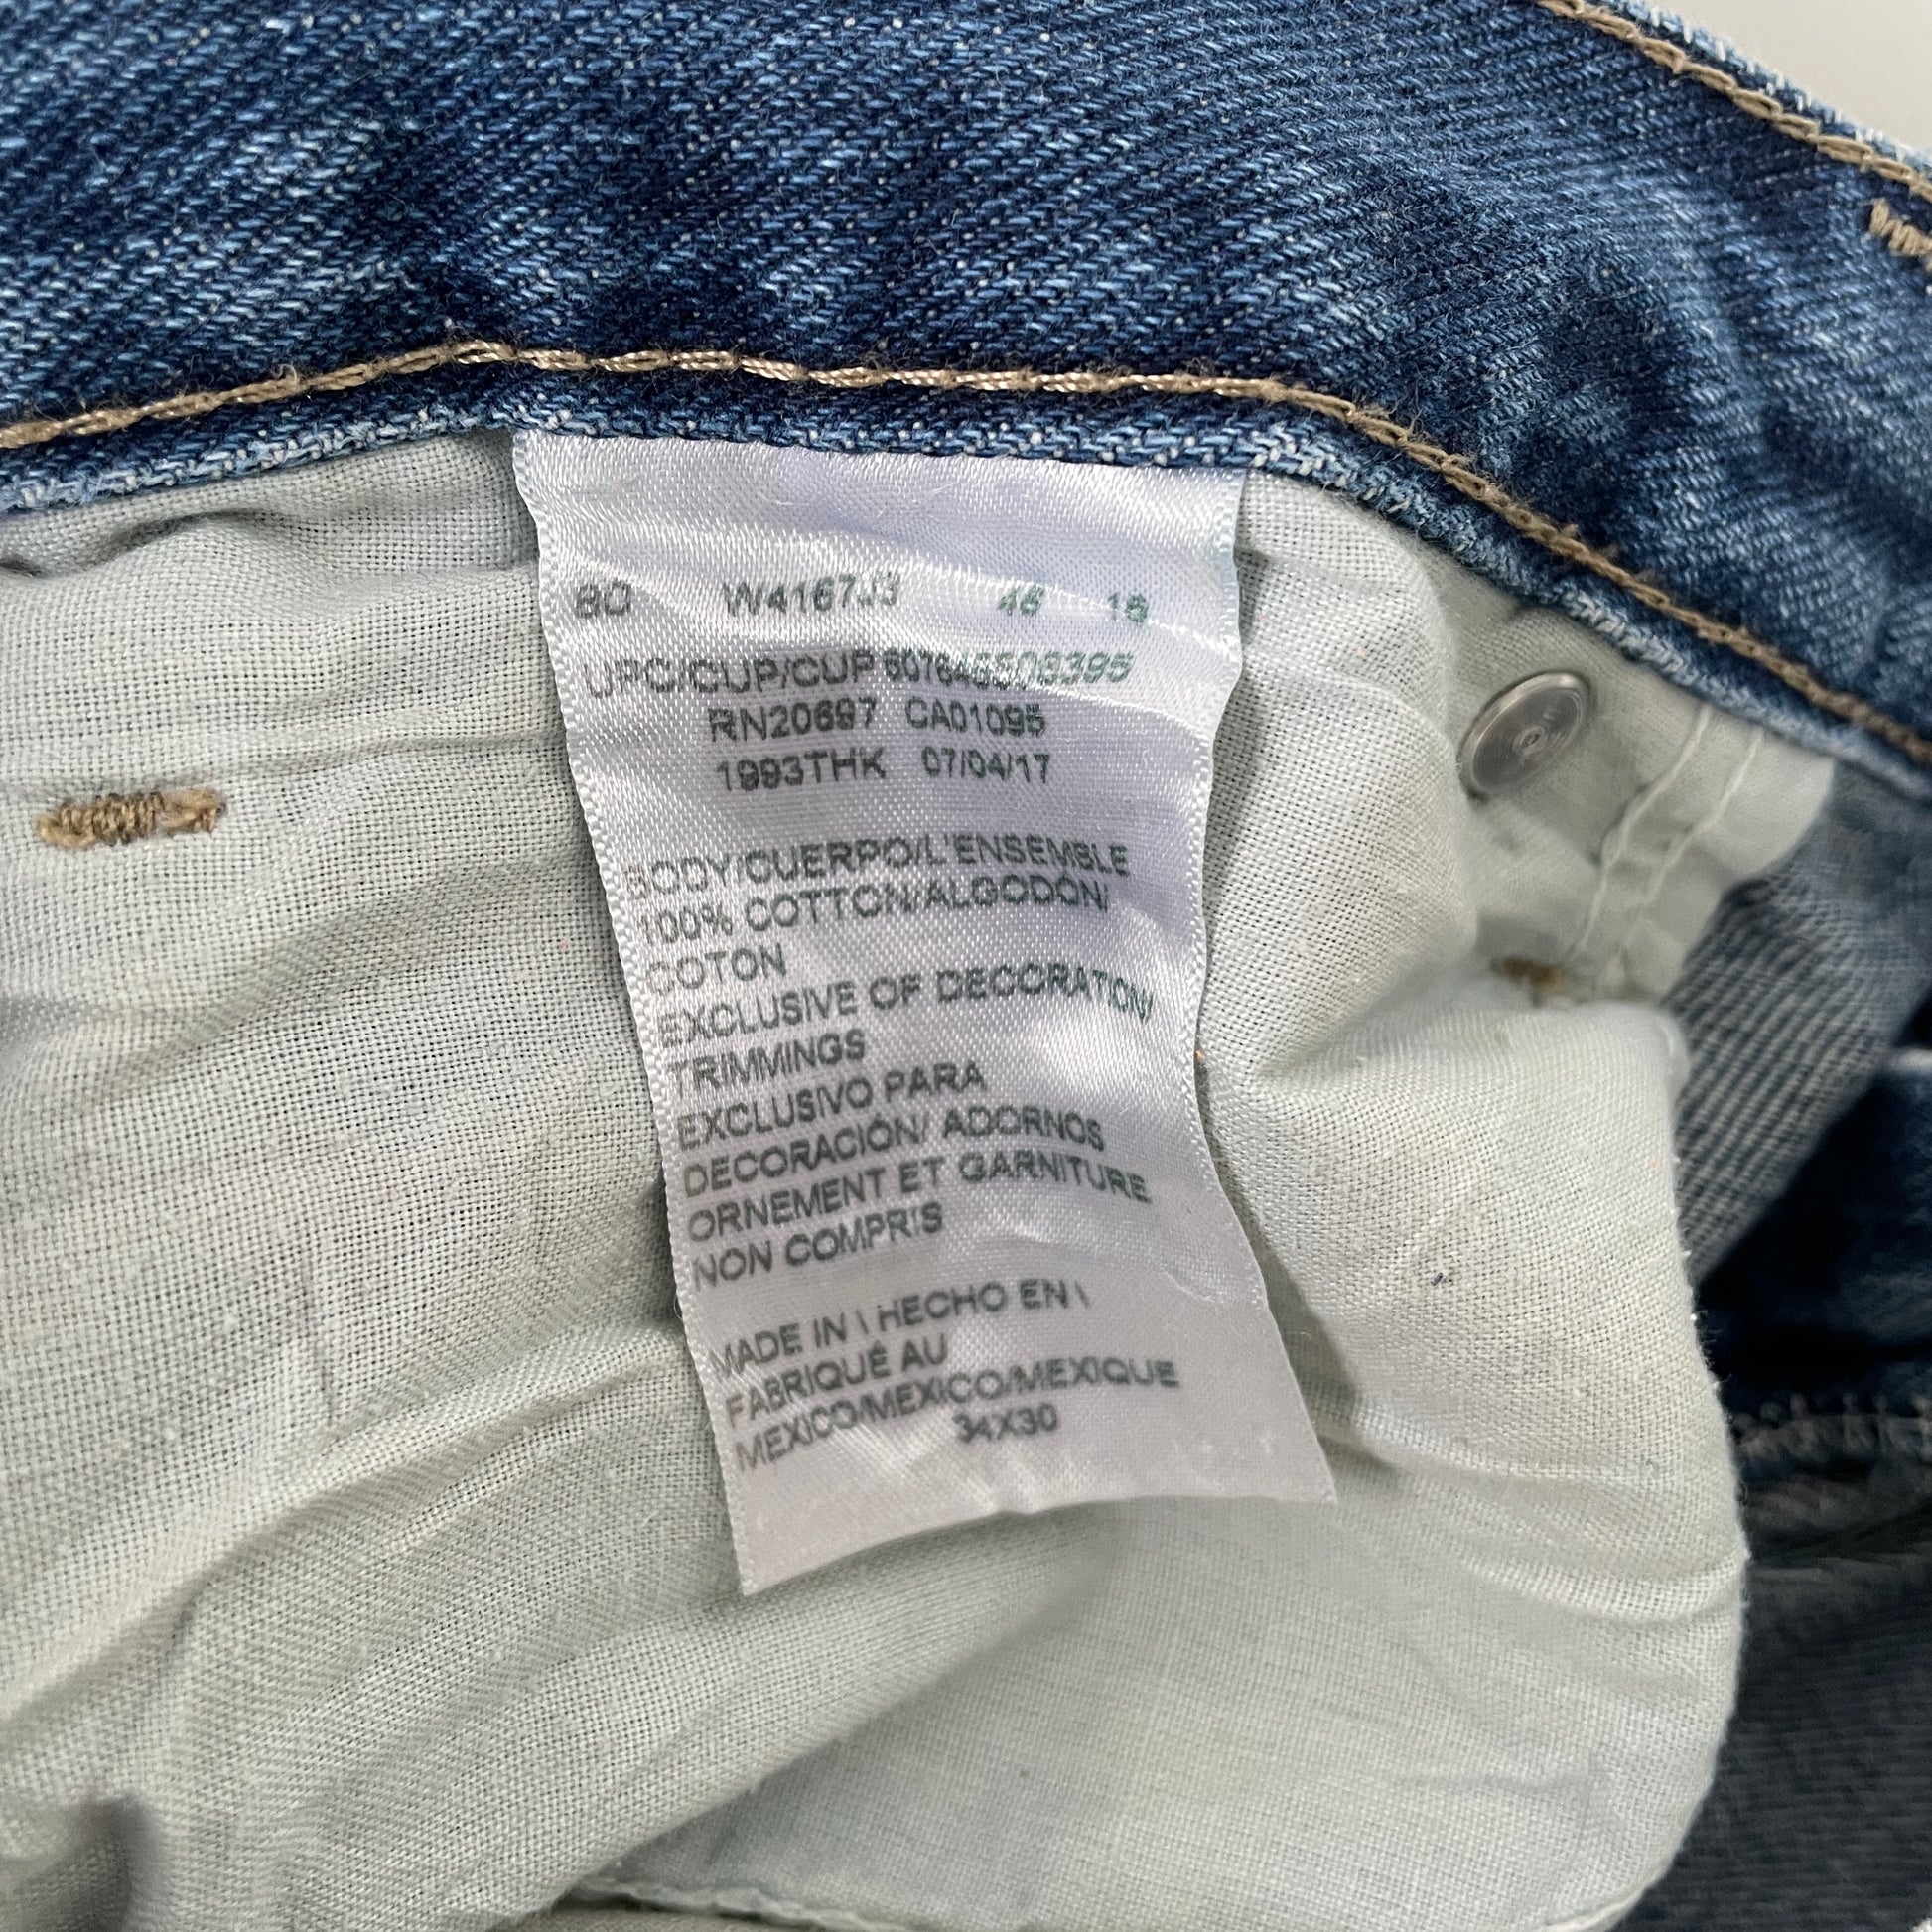 W4167J3 46 16
UPC/CUP/CUP
RN20697 CA01095
1993THK 07/04/17
BODY/CUERPO/L'ENSEMBLE
100% COTTON/ALGODÓN/
COTON
EXCLUSIVE OF DECORATION/
TRIMMINGS
EXCLUSIVO PARA
DECORACIÓN/ ADORNOS
ORNEMENT ET GARNITURE
NON COMPRIS
MADE IN \ HECHO EN \
FABRIQUÉ AU
MEXICO/MEXICO/MEXIQUE
34X30